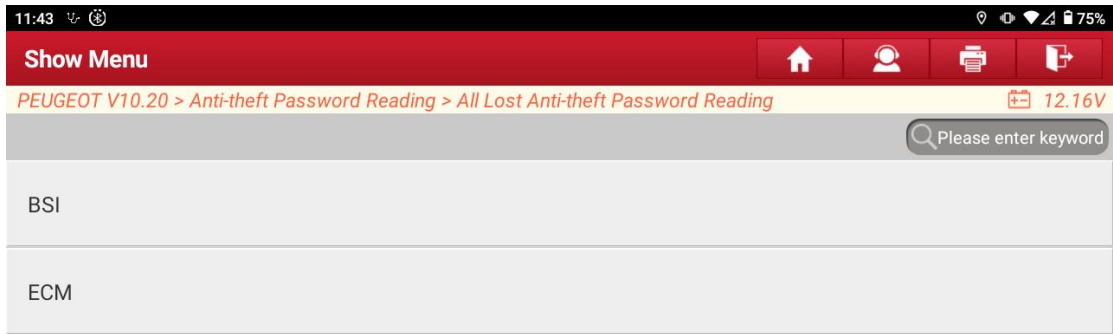 11:43 75%
Show Menu
PEUGEOT V10.20 > Anti-theft Password Reading > All Lost Anti-theft Password Reading 12.16V
Please enter keyword
BSI
ECM